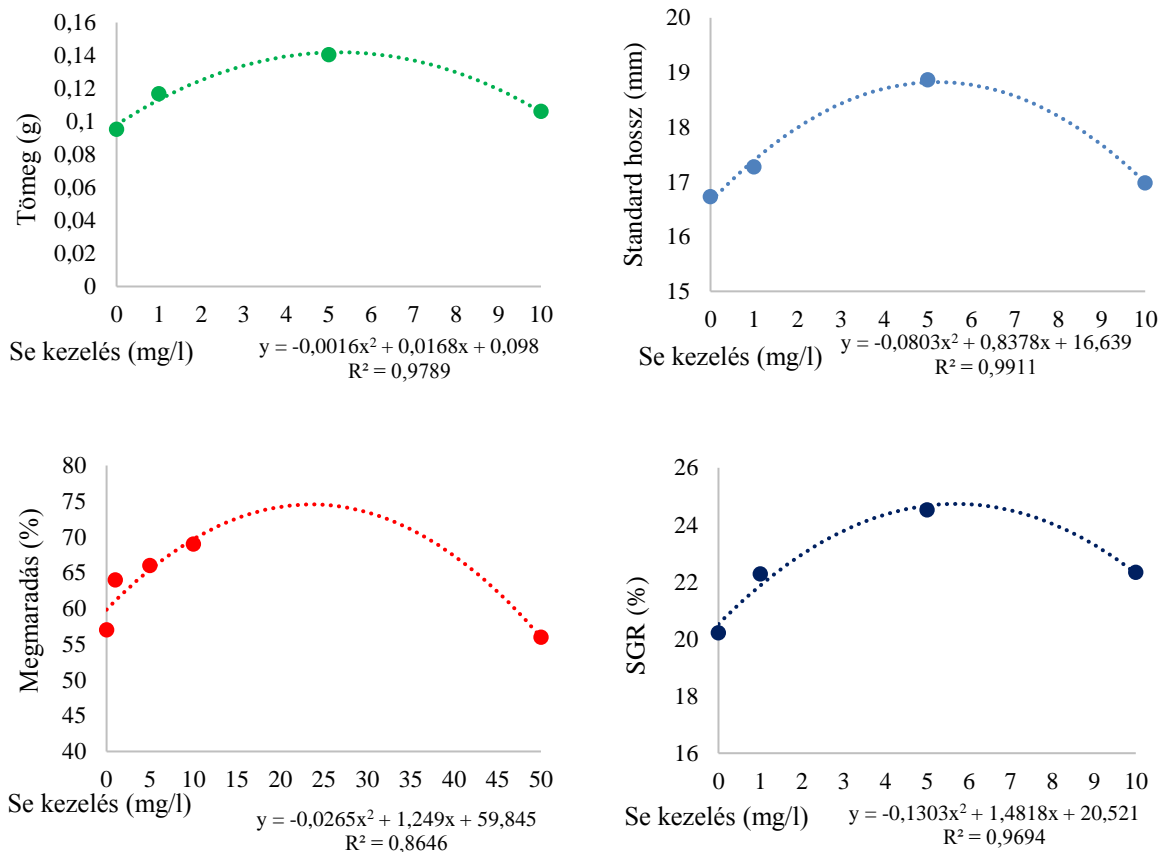 0,16
0,14
0,12
0,1
0,08
0,06
0,04
0,02
0
Tömeg (g)
0 1 2 3 4 5 6 7 8 9 10
Se kezelés (mg/l)
y = -0,0016x² + 0,0168x + 0,098
R² = 0,9789
20
19
18
17
16
15
Standard hossz (mm)
0 1 2 3 4 5 6 7 8 9 10
Se kezelés (mg/l)
y = -0,0803x² + 0,8378x + 16,639
R² = 0,9911
80
75
70
65
60
55
50
45
40
Megmaradás (%)
0 5 10 15 20 25 30 35 40 45 50
Se kezelés (mg/l)
y = -0,0265x² + 1,249x + 59,845
R² = 0,8646
26
24
22
20
18
16
SGR (%)
0 1 2 3 4 5 6 7 8 9 10
Se kezelés (mg/l)
y = -0,1303x² + 1,4818x + 20,521
R² = 0,9694